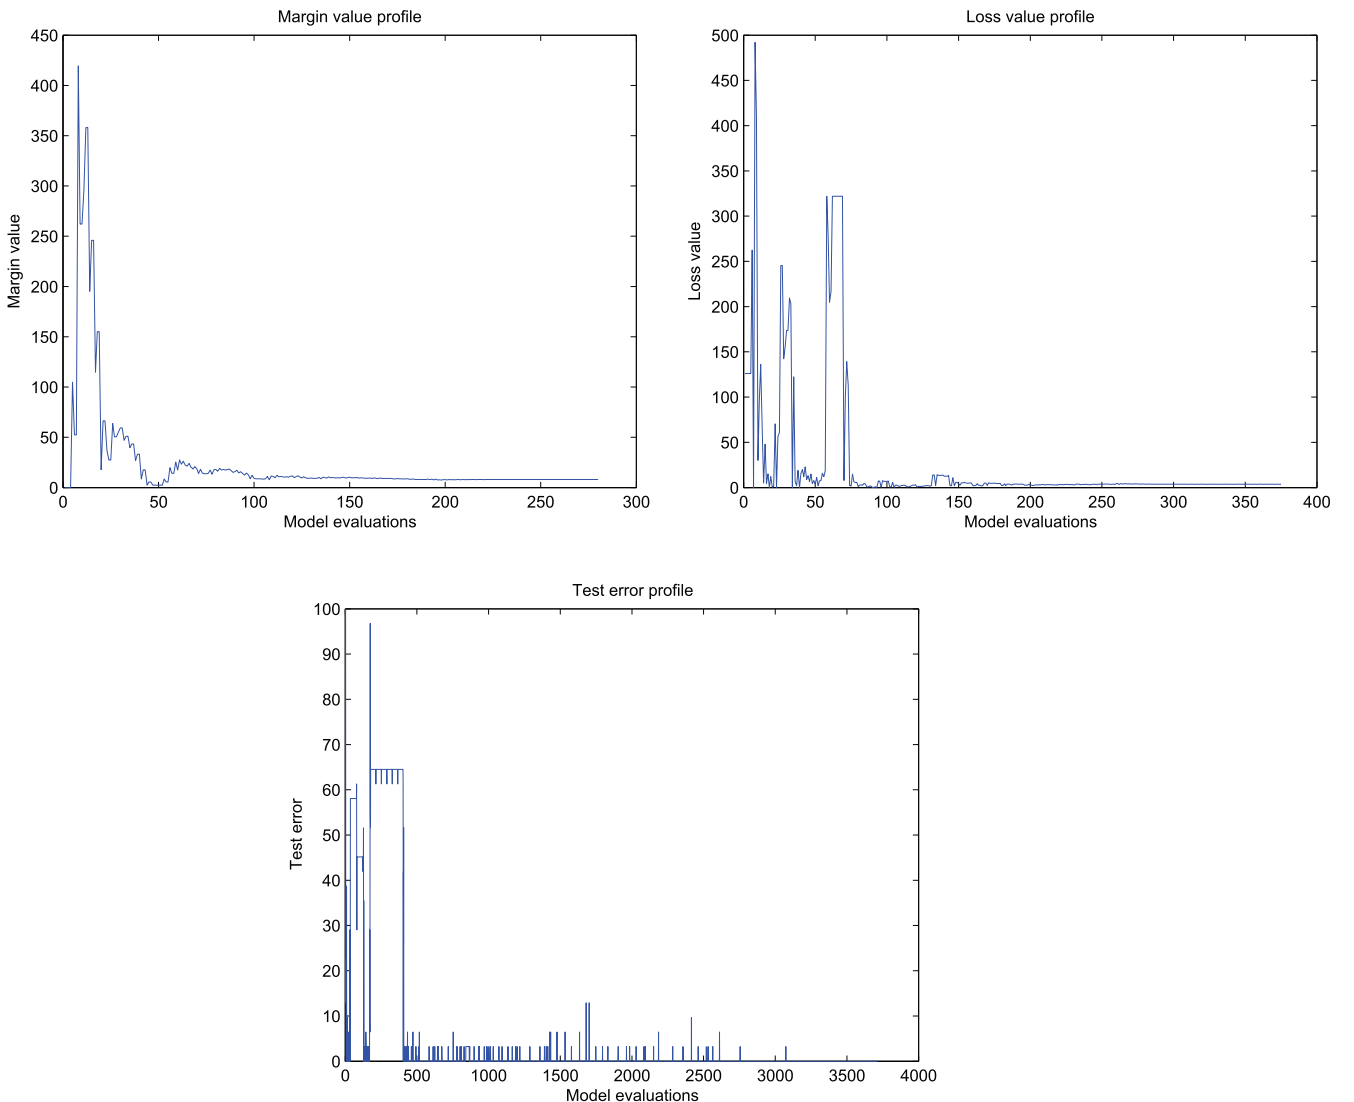 Margin value profile
450
400
350
300
250
200
150
100
50
0
Margin value
0 50 100 150 200 250 300
Model evaluations
Loss value profile
500
450
400
350
300
250
200
150
100
50
0
Loss value
0 50 100 150 200 250 300 350 400
Model evaluations
Test error profile
100
90
80
70
60
50
40
30
20
10
0
Test error
0 500 1000 1500 2000 2500 3000 3500 4000
Model evaluations